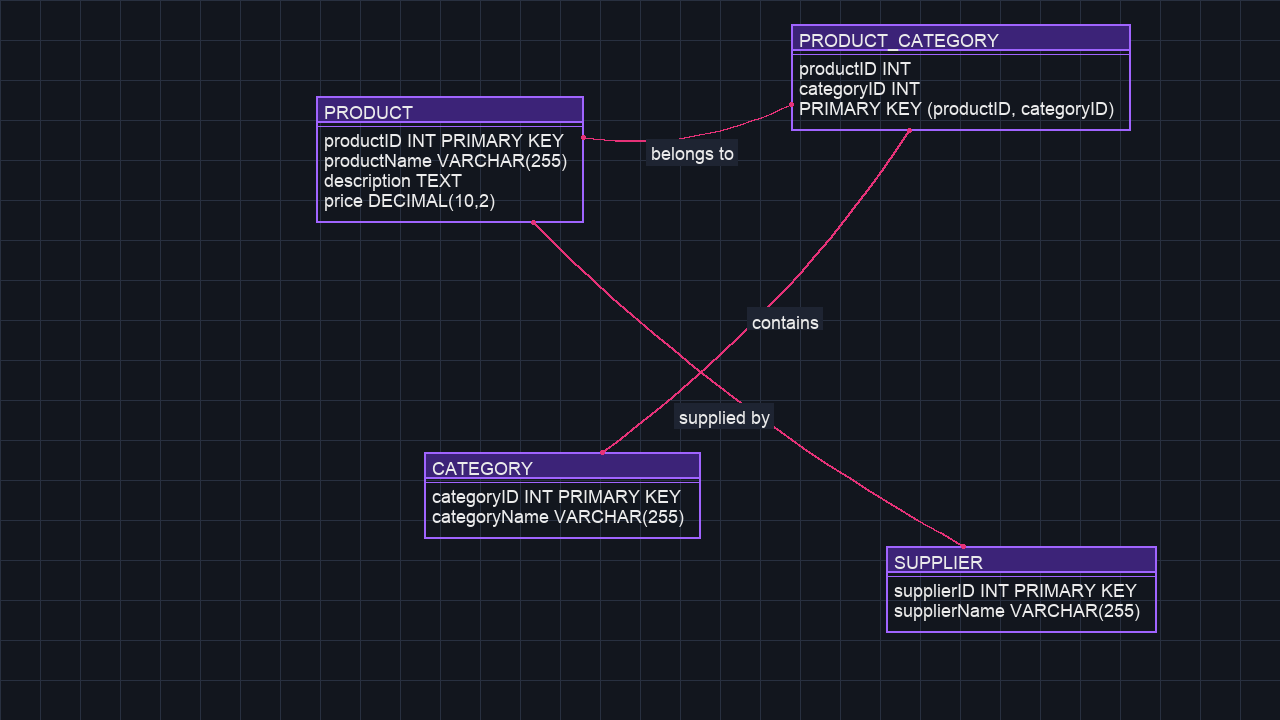 PRODUCT_CATEGORY
productID INT
categoryID INT
PRIMARY KEY (productID, categoryID)
PRODUCT
productID INT PRIMARY KEY
productName VARCHAR(255)
description TEXT
price DECIMAL(10,2)
belongs to
contains
supplied by
CATEGORY
categoryID INT PRIMARY KEY
categoryName VARCHAR(255)
SUPPLIER
supplierID INT PRIMARY KEY
supplierName VARCHAR(255)